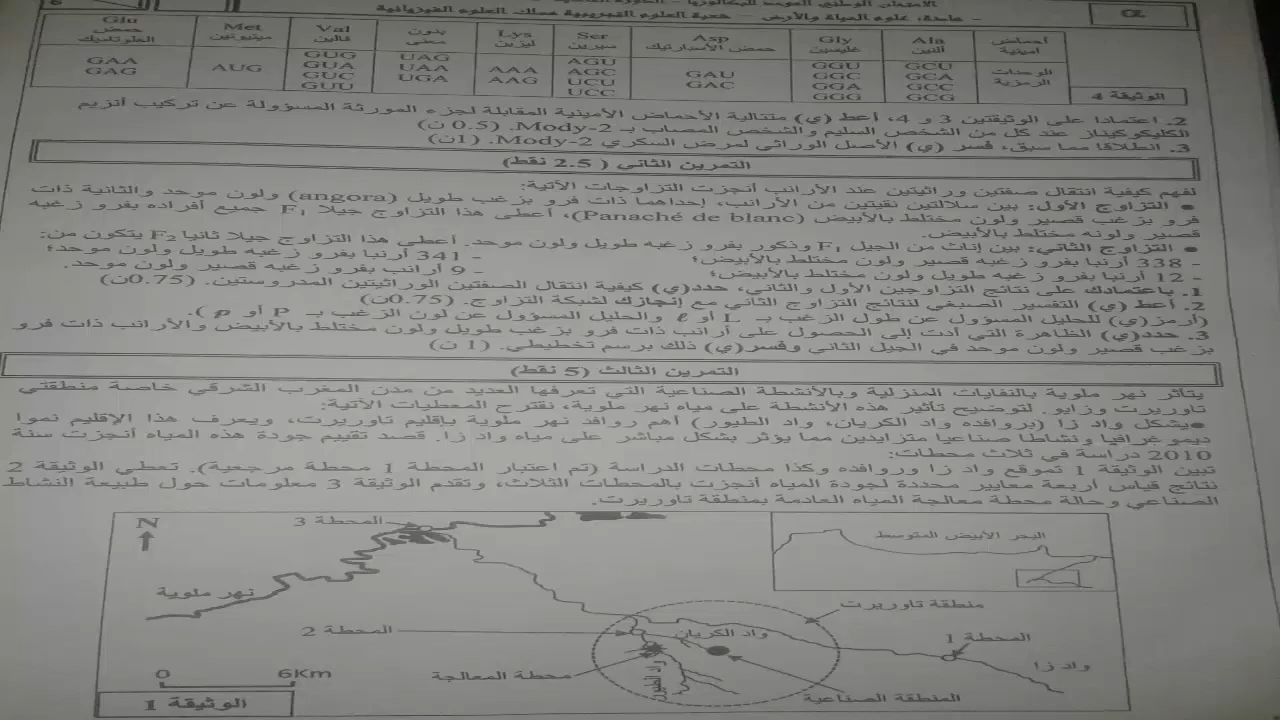 الامتحان الوطني الموحد للبكالوريا
- مادة: علوم الحياة والأرض - شعبة العلوم التجريبية مسلك العلوم الفيزيائية
6
أحماض أمينية
Ala ألنين
Gly غليسين
Asp حمض الأسبارتيك
Ser سيرين
Lys ليزين
بدون معنى
Val فالين
Met ميثيونين
Glu حمض الغلوتاميك
الوحدات الرمزية
GCU GCA GCC GCG
GGU GGC GGA GGG
GAU GAC
AGU AGC UCU UCC
AAA AAG
UAG UAA UGA
GUG GUA GUC GUU
AUG
GAA GAG
الوثيقة 4
2. اعتمادا على الوثيقتين 3 و 4، أعط (ي) متتالية الأحماض الأمينية المقابلة لجزء المورثة المسؤولة عن تركيب أنزيم
الكليكوكيناز عند كل من الشخص السليم والشخص المصاب بـ Mody-2. (0.5 ن)
3. انطلاقا مما سبق، فسر (ي) الأصل الوراثي لمرض السكري Mody-2. (1ن)
التمرين الثاني ( 2.5 نقط)
لفهم كيفية انتقال صفتين وراثيتين عند الأرانب أنجزت التزاوجات الآتية:
● التزاوج الأول: بين سلالتين نقيتين من الأرانب، إحداهما ذات فرو بزغب طويل (angora) ولون موحد والثانية ذات
فرو بزغب قصير ولون مختلط بالأبيض (Panaché de blanc)، أعطى هذا التزاوج جيلا F1 جميع أفراده بفرو زغبه
قصير ولونه مختلط بالأبيض.
● التزاوج الثاني: بين إناث من الجيل F1 وذكور بفرو زغبه طويل ولون موحد. أعطى هذا التزاوج جيلا ثانيا F2 يتكون من:
- 338 أرنبا بفرو زغبه قصير ولون مختلط بالأبيض؛ - 341 أرنبا بفرو زغبه طويل ولون موحد؛
- 12 أرنبا بفرو زغبه طويل ولون مختلط بالأبيض؛ - 9 أرانب بفرو زغبه قصير ولون موحد.
1. باعتمادك على نتائج التزاوجين الأول والثاني، حدد(ي) كيفية انتقال الصفتين الوراثيتين المدروستين. (0.75ن)
2. أعط (ي) التفسير الصبغي لنتائج التزاوج الثاني مع إنجازك لشبكة التزاوج. (0.75ن)
(أرمز(ي) للحليل المسؤول عن طول الزغب بـ L أو ℓ والحليل المسؤول عن لون الزغب بـ P أو p ).
3. حدد(ي) الظاهرة التي أدت إلى الحصول على أرانب ذات فرو بزغب طويل ولون مختلط بالأبيض والأرانب ذات فرو
بزغب قصير ولون موحد في الجيل الثاني وفسر(ي) ذلك برسم تخطيطي. (1 ن)
التمرين الثالث (5 نقط)
يتأثر نهر ملوية بالنفايات المنزلية وبالأنشطة الصناعية التي تعرفها العديد من مدن المغرب الشرقي خاصة منطقتي
تاوريرت وزايو. لتوضيح تأثير هذه الأنشطة على مياه نهر ملوية، نقترح المعطيات الآتية:
●يشكل واد زا (بروافده واد الكريان، واد الطيور) أهم روافد نهر ملوية بإقليم تاوريرت، ويعرف هذا الإقليم نموا
ديموغرافيا ونشاطا صناعيا متزايدين مما يؤثر بشكل مباشر على مياه واد زا. قصد تقييم جودة هذه المياه أنجزت سنة
2010 دراسة في ثلاث محطات:
تبين الوثيقة 1 تموقع واد زا وروافده وكذا محطات الدراسة (تم اعتبار المحطة 1 محطة مرجعية). تعطي الوثيقة 2
نتائج قياس أربعة معايير محددة لجودة المياه أنجزت بالمحطات الثلاث، وتقدم الوثيقة 3 معلومات حول طبيعة النشاط
الصناعي وحالة محطة معالجة المياه العادمة بمنطقة تاوريرت.
N
المحطة 3
البحر الأبيض المتوسط
نهر ملوية
منطقة تاوريرت
المحطة 2
واد الكريان
المحطة 1
واد زا
محطة المعالجة
واد الطيور
المنطقة الصناعية
0 6Km
الوثيقة 1